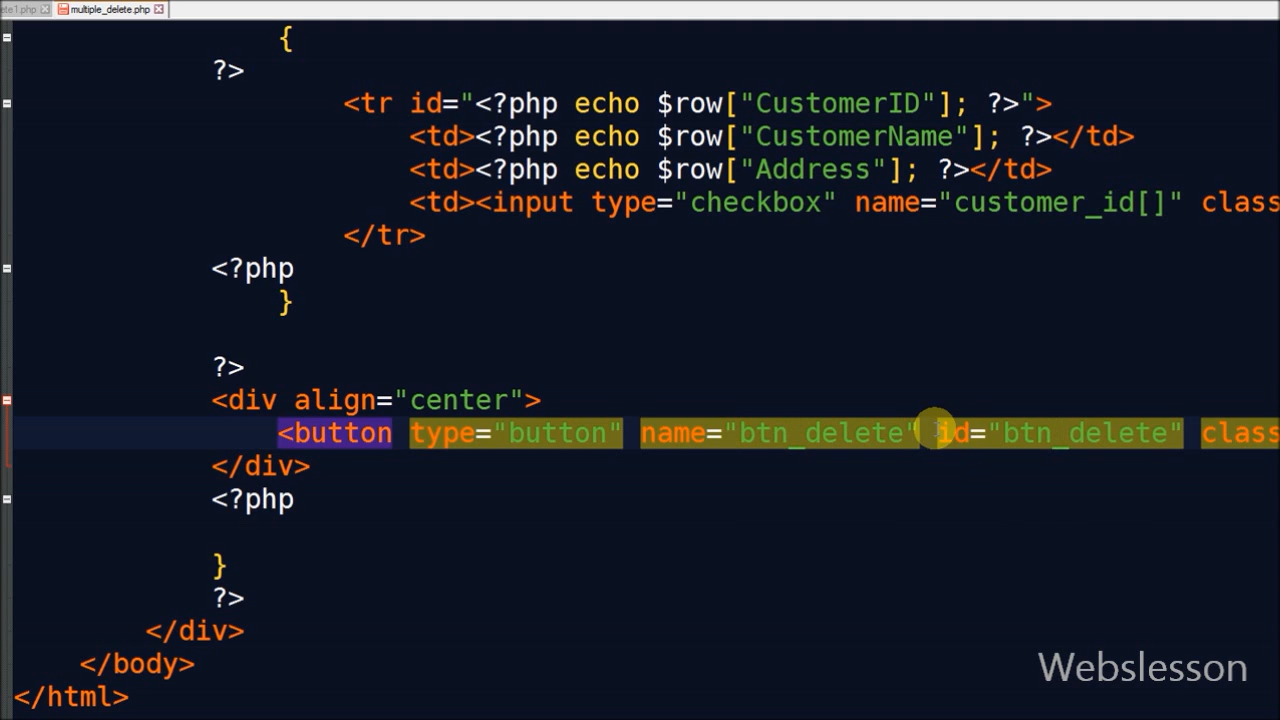 ete1.php multiple_delete.php
{
?>
<tr id="<?php echo $row["CustomerID"]; ?>">
<td><?php echo $row["CustomerName"]; ?></td>
<td><?php echo $row["Address"]; ?></td>
<td><input type="checkbox" name="customer_id[]" class
</tr>
<?php
}
?>
<div align="center">
<button type="button" name="btn_delete" id="btn_delete" class
</div>
<?php
}
?>
</div>
</body>
</html>
Webslesson